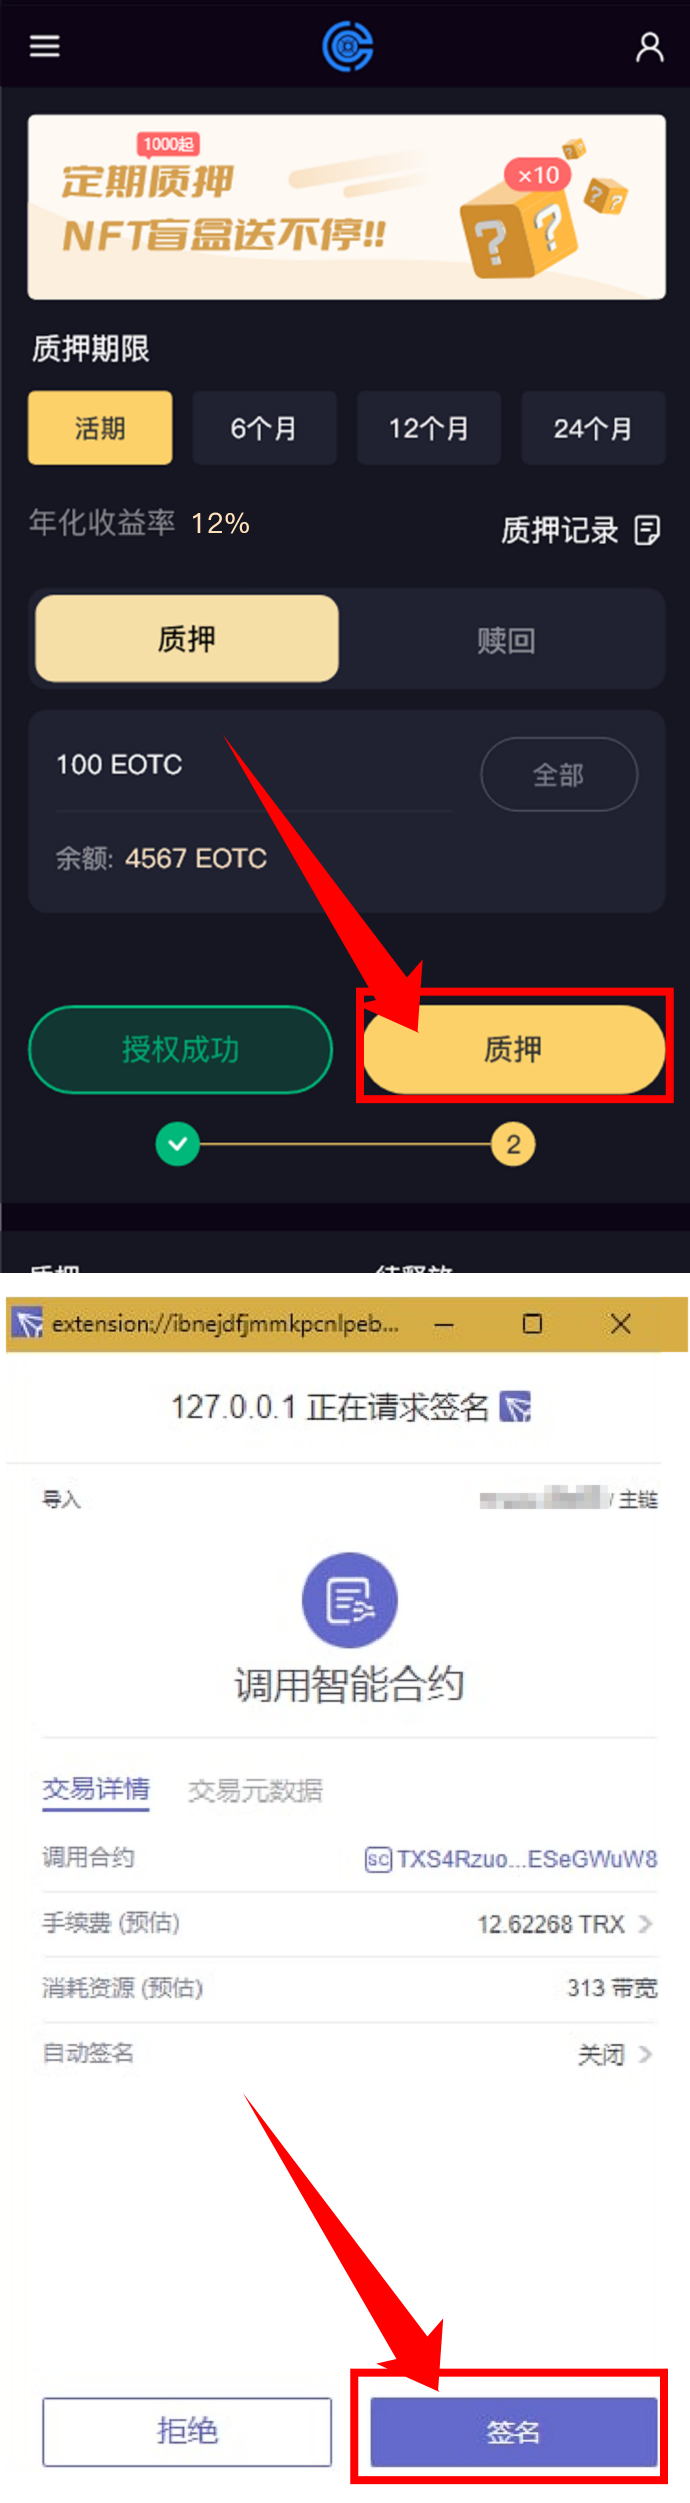 1000起
定期质押
NFT盲盒送不停!!
×10
? ?
? ?
质押期限
活期 6个月 12个月 24个月
年化收益率 12%
质押记录
质押 赎回
100 EOTC
全部
余额: 4567 EOTC
授权成功 质押
2
质押 待释放
extension://ibnejdfjmmkpcnlpeb...
127.0.0.1 正在请求签名
导入 / 主链
调用智能合约
交易详情 交易元数据
调用合约 SC TXS4Rzuo...ESeGWuW8
手续费 (预估) 12.62268 TRX
消耗资源 (预估) 313 带宽
自动签名 关闭
拒绝 签名